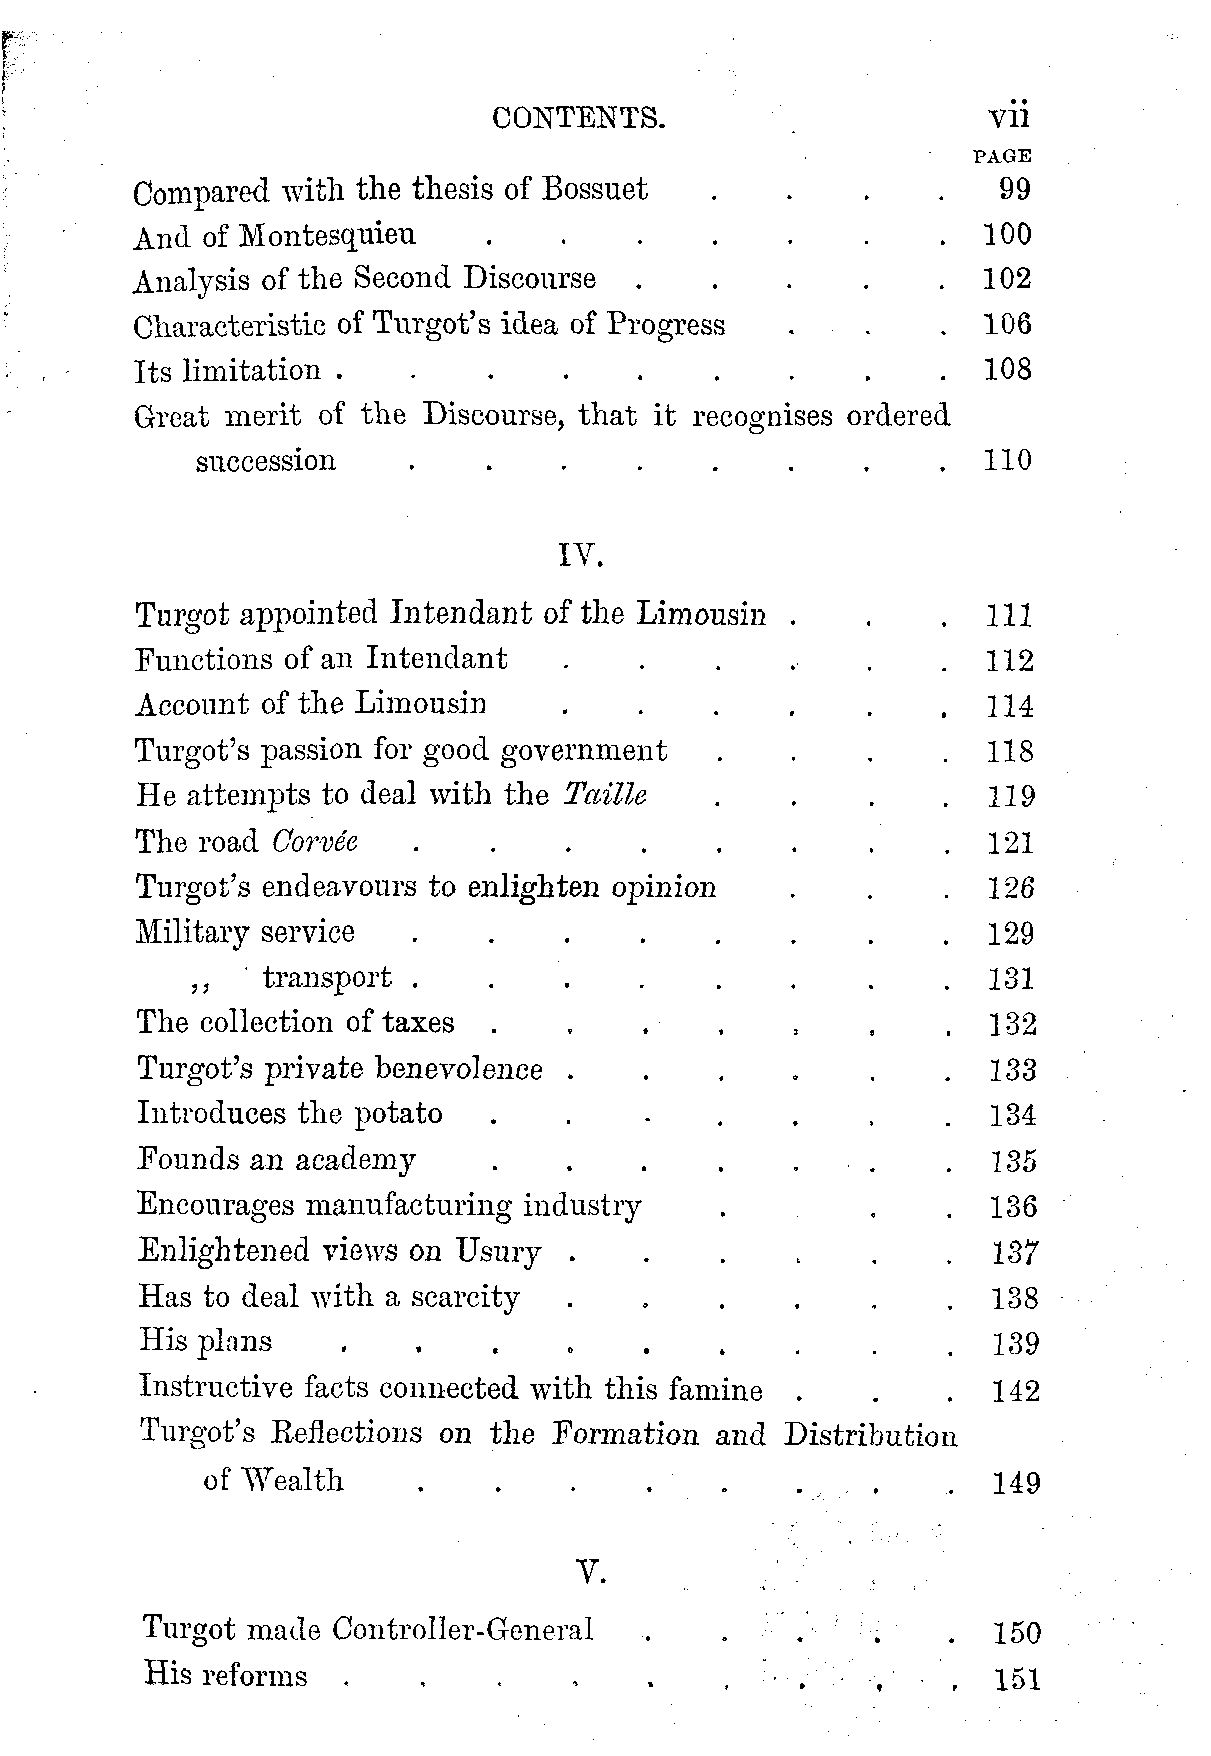 CONTENTS. vii
PAGE
Compared with the thesis of Bossuet . . . . 99
And of Montesquieu . . . . . . . 100
Analysis of the Second Discourse . . . . . 102
Characteristic of Turgot's idea of Progress . . . 106
Its limitation . . . . . . . . . 108
Great merit of the Discourse, that it recognises ordered
succession . . . . . . . . 110
IV.
Turgot appointed Intendant of the Limousin . . . 111
Functions of an Intendant . . . . . . 112
Account of the Limousin . . . . . . 114
Turgot's passion for good government . . . . 118
He attempts to deal with the Taille . . . . 119
The road Corvée . . . . . . . . 121
Turgot's endeavours to enlighten opinion . . . 126
Military service . . . . . . . . 129
,, transport . . . . . . . . 131
The collection of taxes . . . . . . . 132
Turgot's private benevolence . . . . . . 133
Introduces the potato . . . . . . . 134
Founds an academy . . . . . . . 135
Encourages manufacturing industry . . . 136
Enlightened views on Usury . . . . . . 137
Has to deal with a scarcity . . . . . . 138
His plans . . . . . . . . . 139
Instructive facts connected with this famine . . . 142
Turgot's Reflections on the Formation and Distribution
of Wealth . . . . . . . . 149
V.
Turgot made Controller-General . . . . . 150
His reforms . . . . . . . . . 151